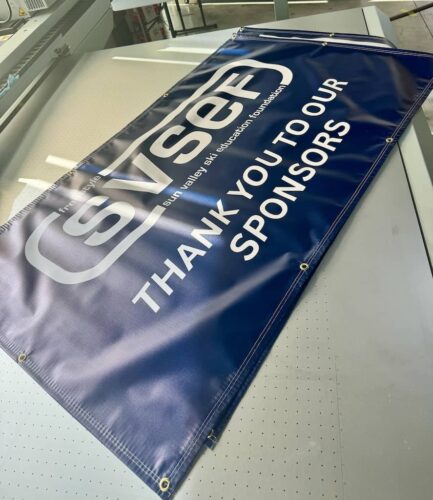 svsef
sun valley ski education foundation
THANK YOU TO OUR
SPONSORS